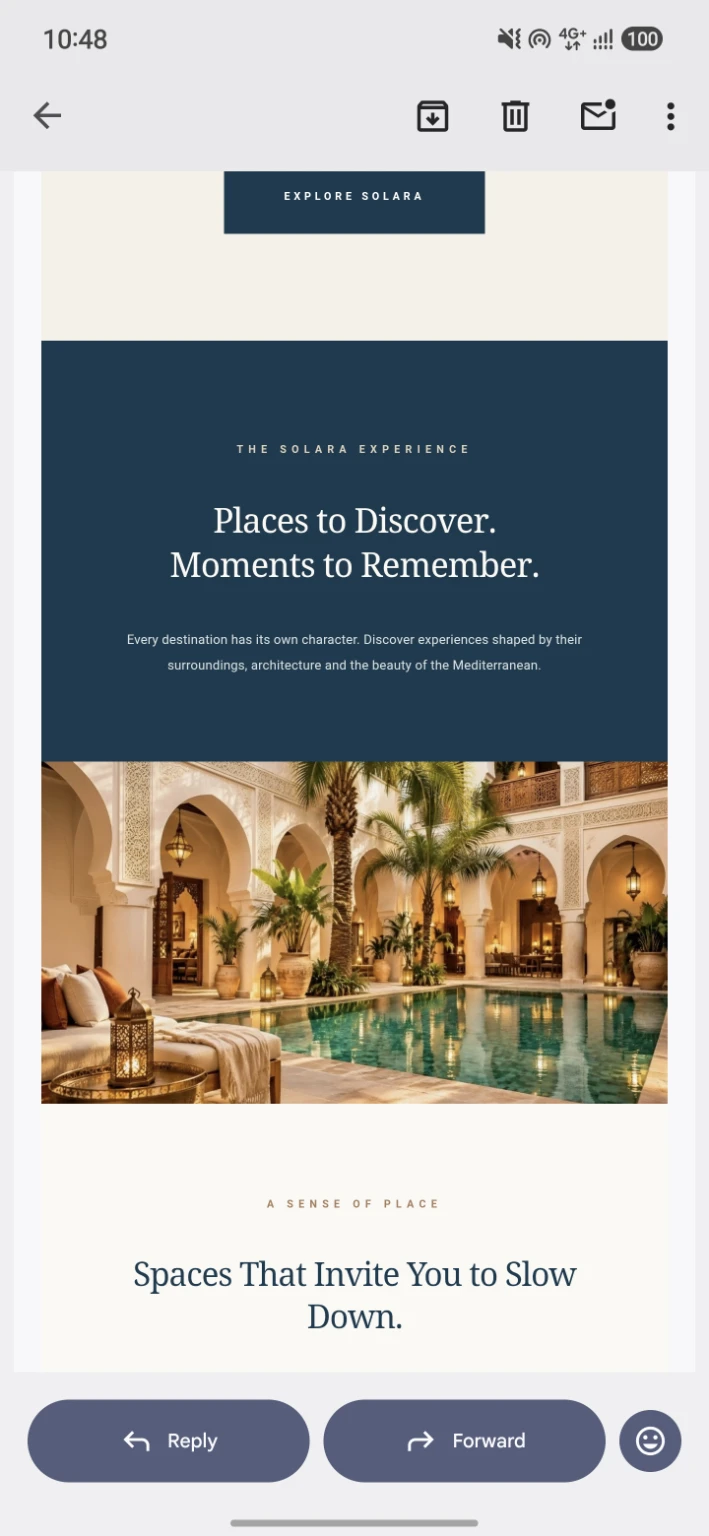 10:48
4G+
100
EXPLORE SOLARA
THE SOLARA EXPERIENCE
Places to Discover.
Moments to Remember.
Every destination has its own character. Discover experiences shaped by their
surroundings, architecture and the beauty of the Mediterranean.
A SENSE OF PLACE
Spaces That Invite You to Slow
Down.
Reply
Forward